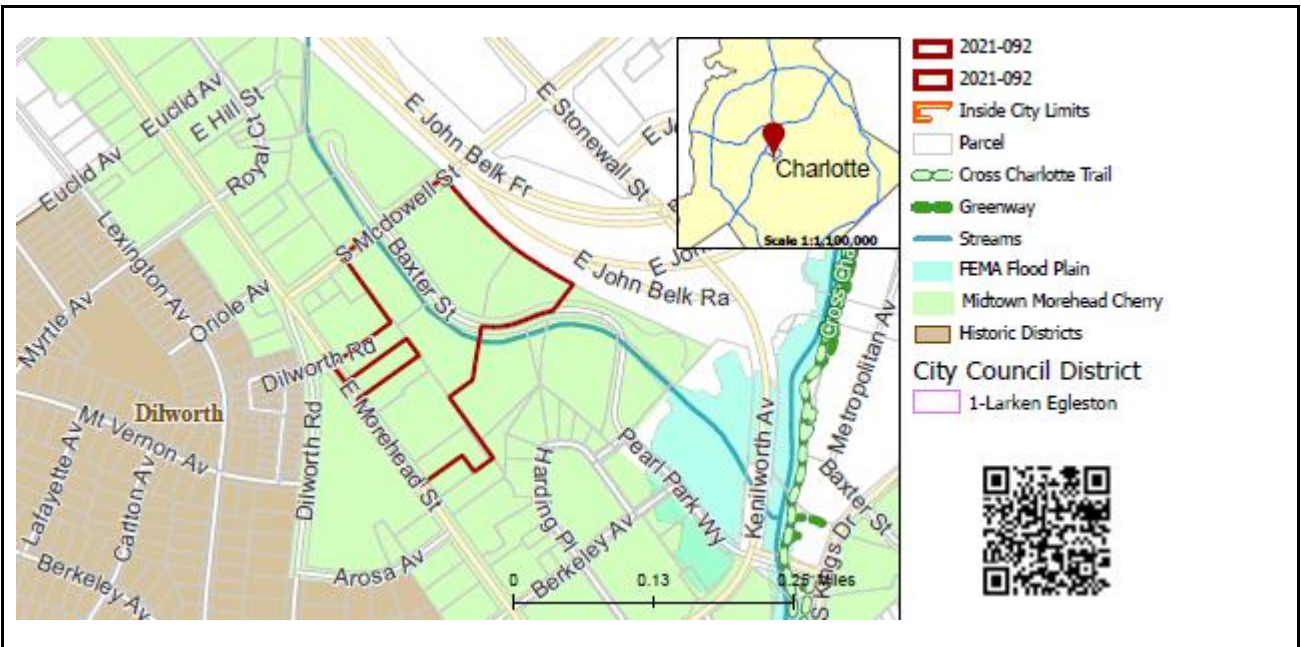 Euclid Av
E Hill St
Royal Ct
Euclid Av
Lexington Av
Myrtle Av
Oriole Av
S Mcdowell St
Baxter St
E John Belk Fr
E Stonewall St
E John Belk Ra
Dilworth Rd
E Morehead St
Dilworth
Mt Vernon Av
Lafayette Av
Carlton Av
Dilworth Rd
Berkeley Av
Arosa Av
Harding Pl
Berkeley Av
Pearl Park Wy
Kenilworth Av
Metropolitan Av
Baxter St
S Kings Dr
0 0.13 0.25 Miles
Charlotte
Scale 1:1,100,000
2021-092
2021-092
Inside City Limits
Parcel
Cross Charlotte Trail
Greenway
Streams
FEMA Flood Plain
Midtown Morehead Cherry
Historic Districts
City Council District
1-Larken Egleston